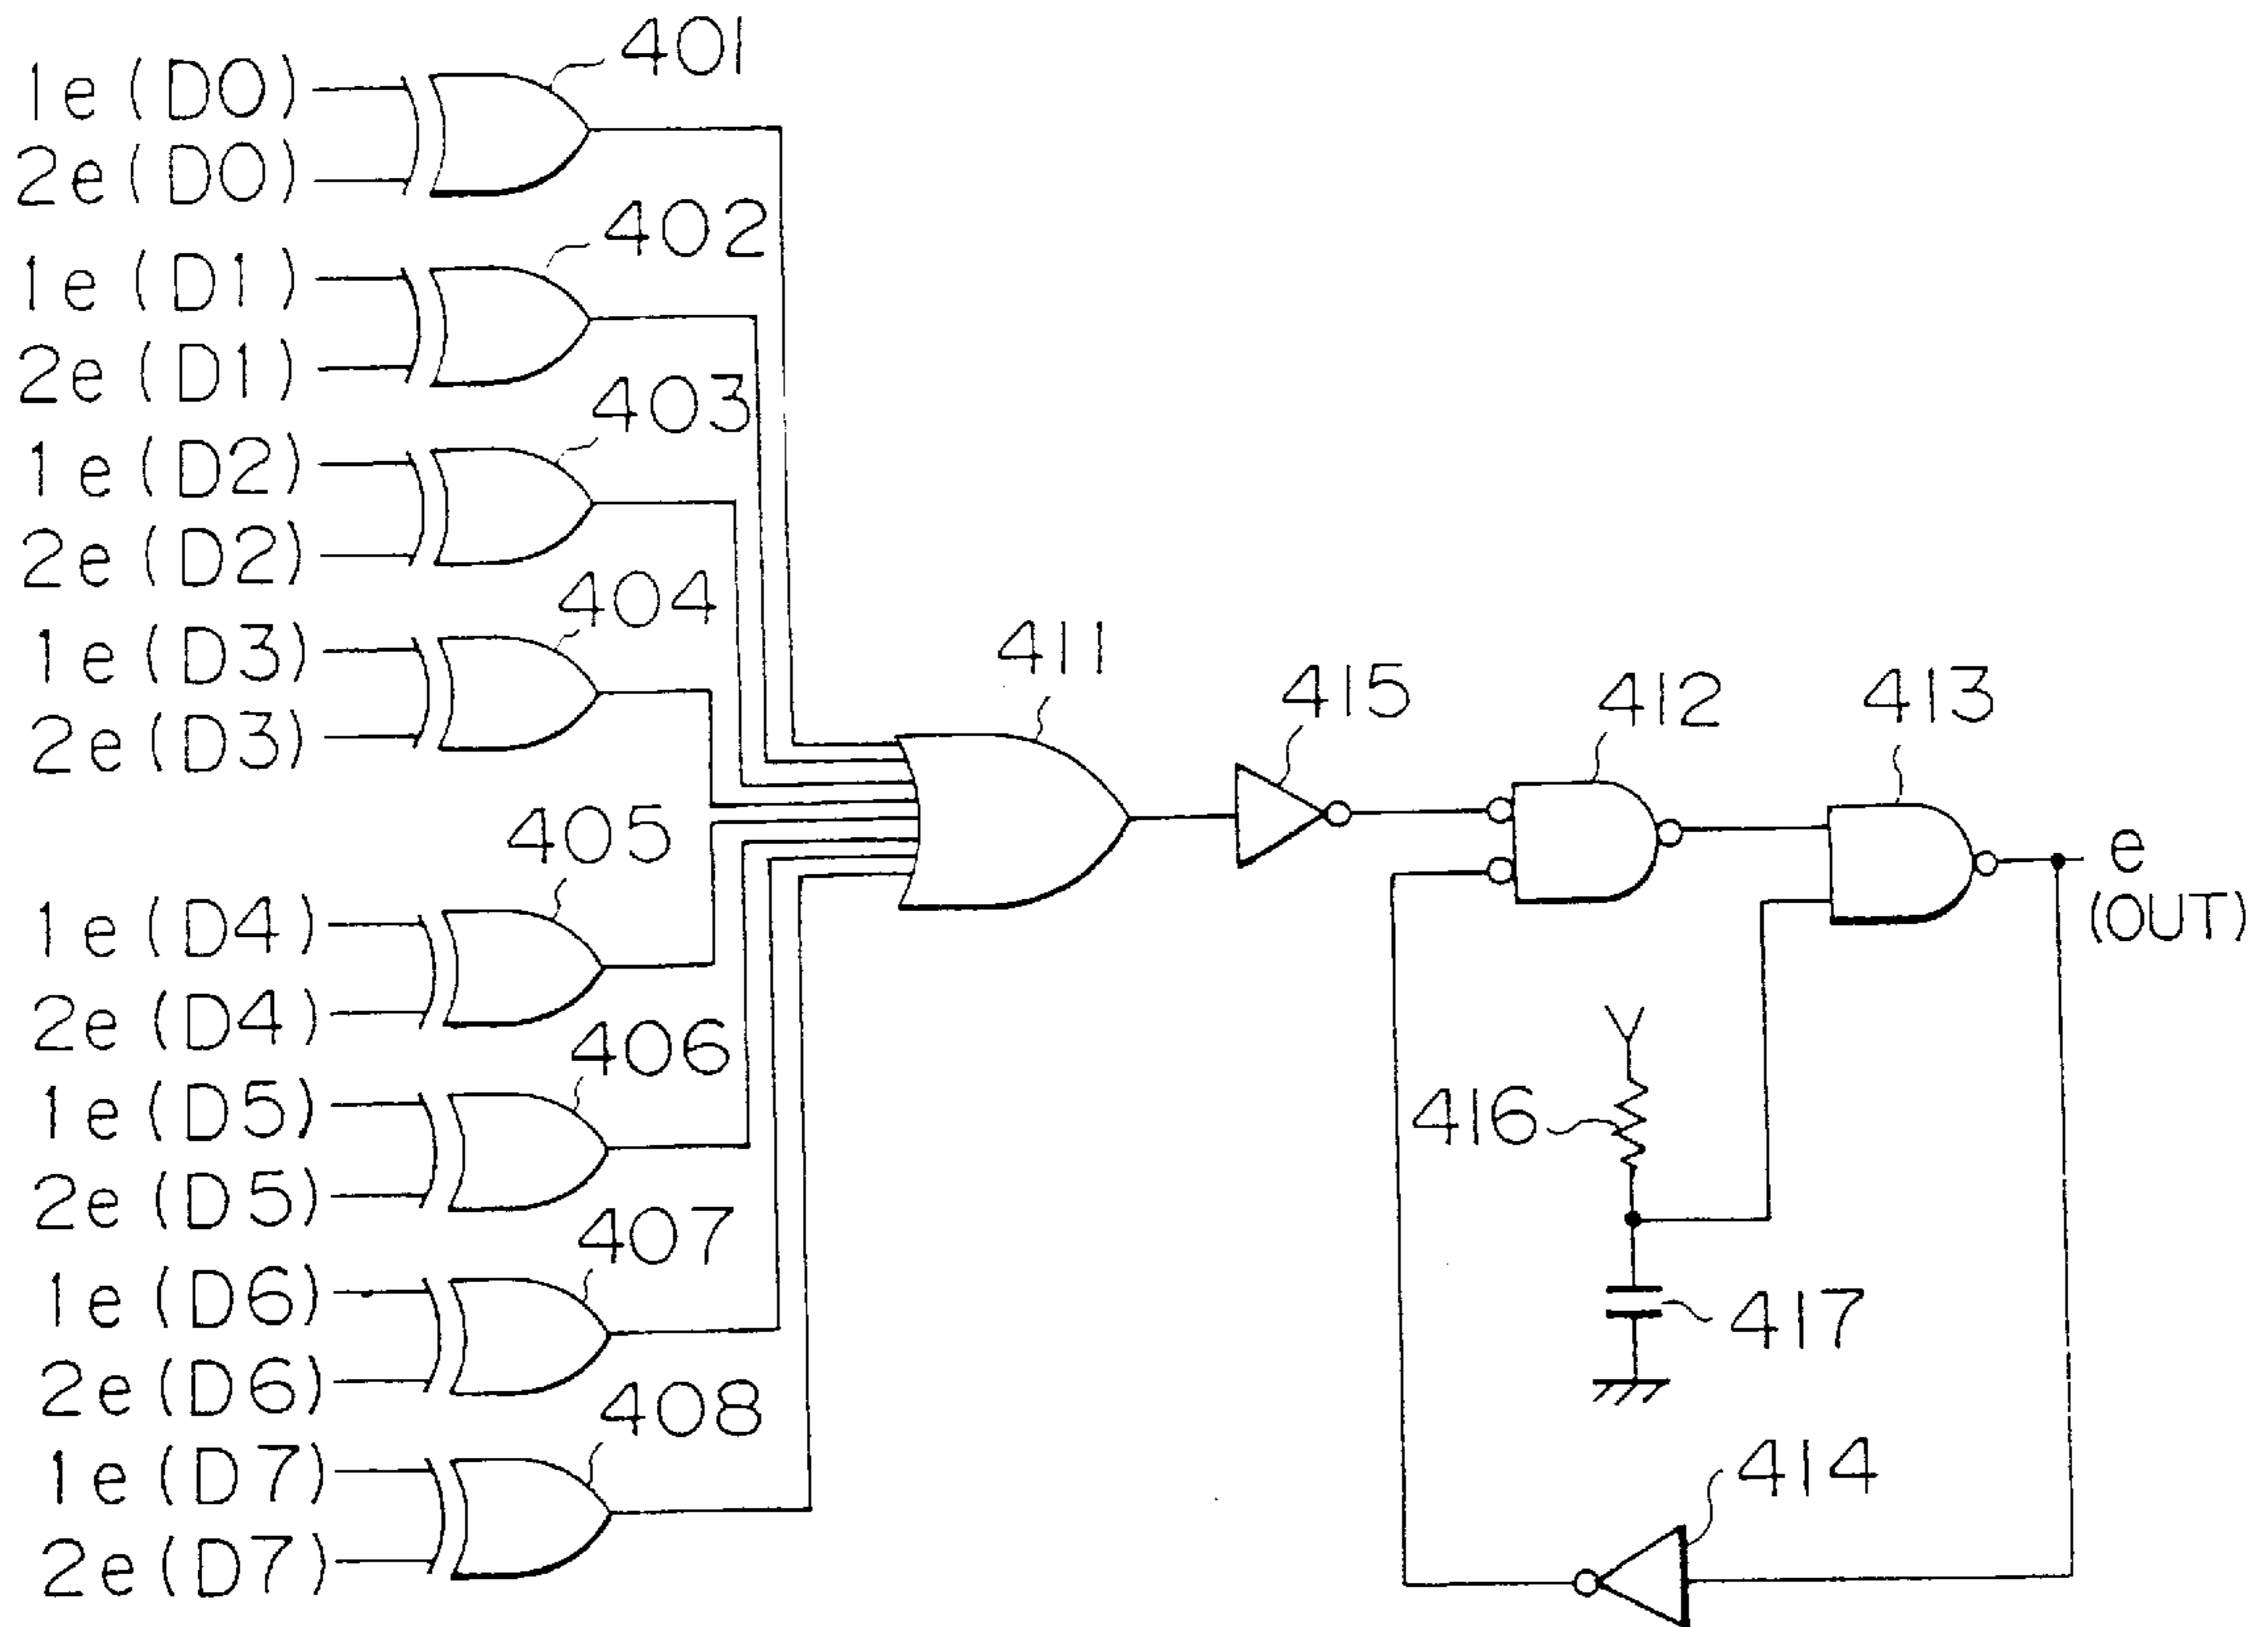 401
1e (D0)
2e (D0)
402
1e (D1)
2e (D1)
403
1e (D2)
2e (D2)
404
1e (D3)
2e (D3)
411
415
412
413
405
e
(OUT)
1e (D4)
2e (D4)
406
416
1e (D5)
2e (D5)
407
417
1e (D6)
2e (D6)
408
414
1e (D7)
2e (D7)